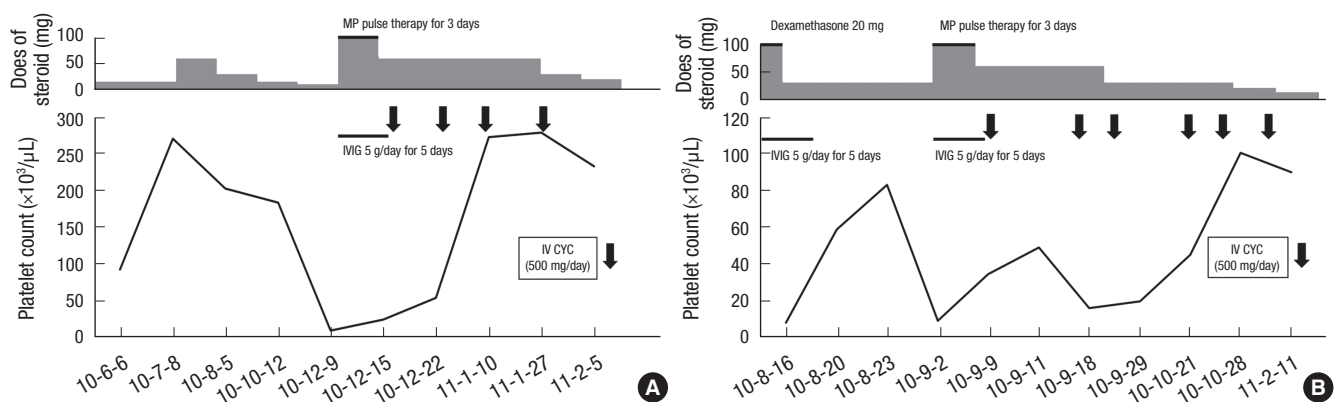 MP pulse therapy for 3 days
Does of
steroid (mg)
100
50
0
Platelet count (×10³/μL)
300
250
200
150
100
50
0
IVIG 5 g/day for 5 days
IV CYC
(500 mg/day)
10-6-6
10-7-8
10-8-5
10-10-12
10-12-9
10-12-15
10-12-22
11-1-10
11-1-27
11-2-5
A
Dexamethasone 20 mg
MP pulse therapy for 3 days
Does of
steroid (mg)
100
50
0
Platelet count (×10³/μL)
120
100
80
60
40
20
0
IVIG 5 g/day for 5 days
IVIG 5 g/day for 5 days
IV CYC
(500 mg/day)
10-8-16
10-8-20
10-8-23
10-9-2
10-9-9
10-9-11
10-9-18
10-9-29
10-10-21
10-10-28
11-2-11
B